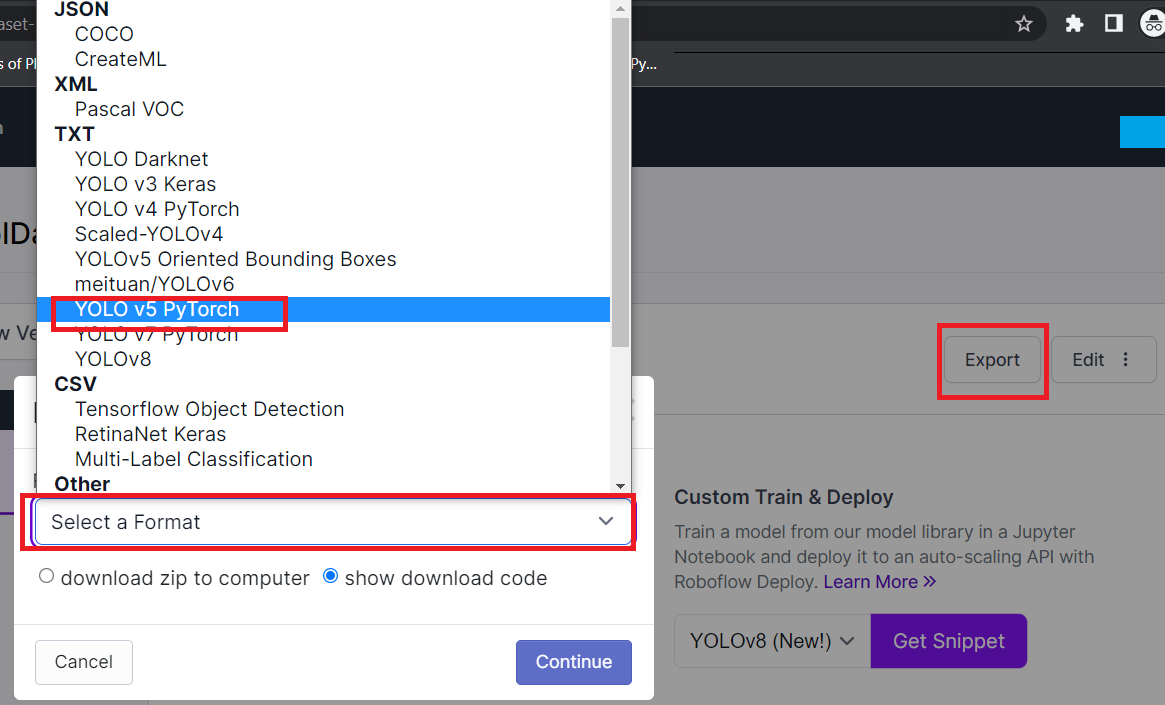 JSON
COCO
CreateML
XML
Pascal VOC
TXT
YOLO Darknet
YOLO v3 Keras
YOLO v4 PyTorch
Scaled-YOLOv4
YOLOv5 Oriented Bounding Boxes
meituan/YOLOv6
YOLO v5 PyTorch
YOLO v7 PyTorch
YOLOv8
CSV
Tensorflow Object Detection
RetinaNet Keras
Multi-Label Classification
Other
Select a Format
download zip to computer
show download code
Cancel
Continue
aset-
s of Pl
Py...
lDa
w Ve
Export
Edit
Custom Train & Deploy
Train a model from our model library in a Jupyter
Notebook and deploy it to an auto-scaling API with
Roboflow Deploy. Learn More »
YOLOv8 (New!)
Get Snippet